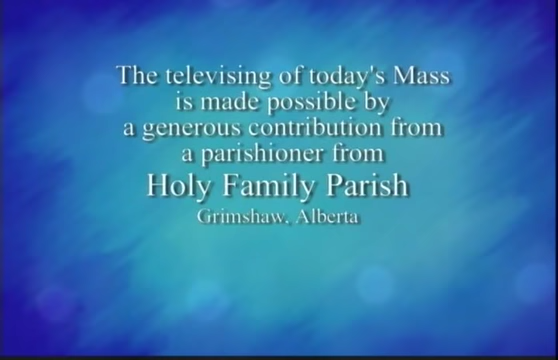 The televising of today's Mass
is made possible by
a generous contribution from
a parishioner from
Holy Family Parish
Grimshaw, Alberta